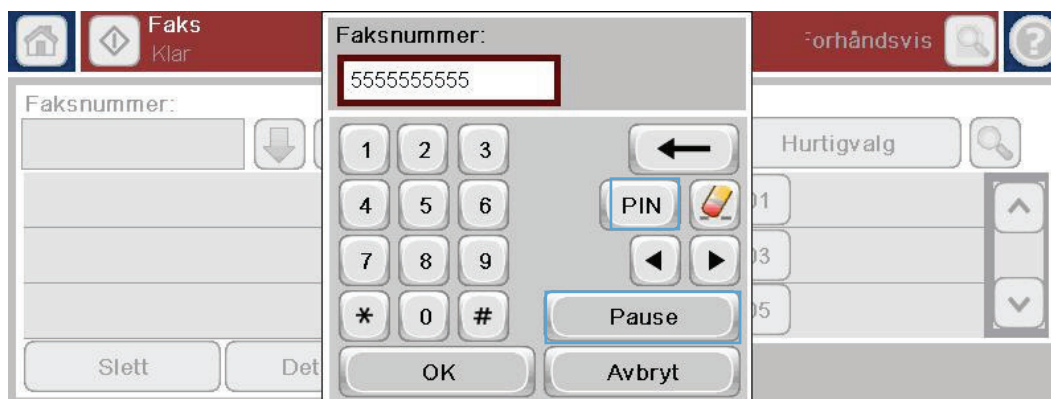 Faks
Klar
Faksnummer:
5555555555
Forhåndsvis
?
Faksnummer:
Hurtigvalg
1 2 3
4 5 6 PIN
7 8 9
* 0 # Pause
OK Avbryt
01
03
05
Slett Det